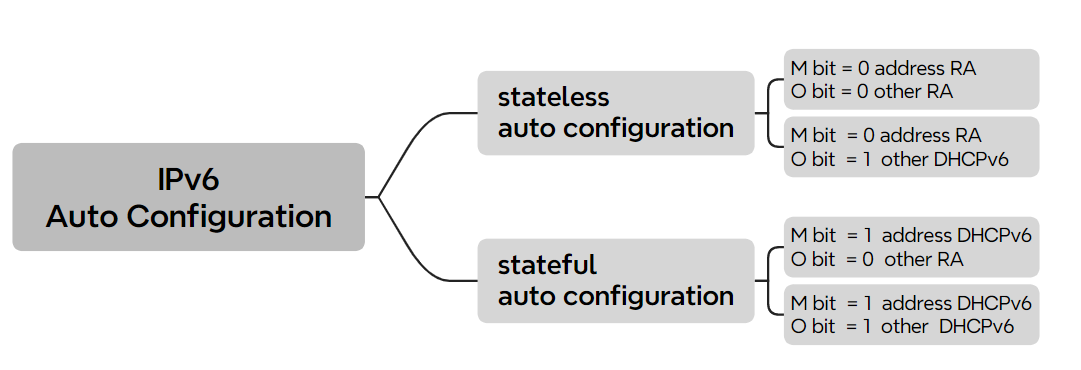 IPv6
Auto Configuration
stateless
auto configuration
M bit = 0 address RA
O bit = 0 other RA
M bit = 0 address RA
O bit = 1 other DHCPv6
stateful
auto configuration
M bit = 1 address DHCPv6
O bit = 0 other RA
M bit = 1 address DHCPv6
O bit = 1 other DHCPv6